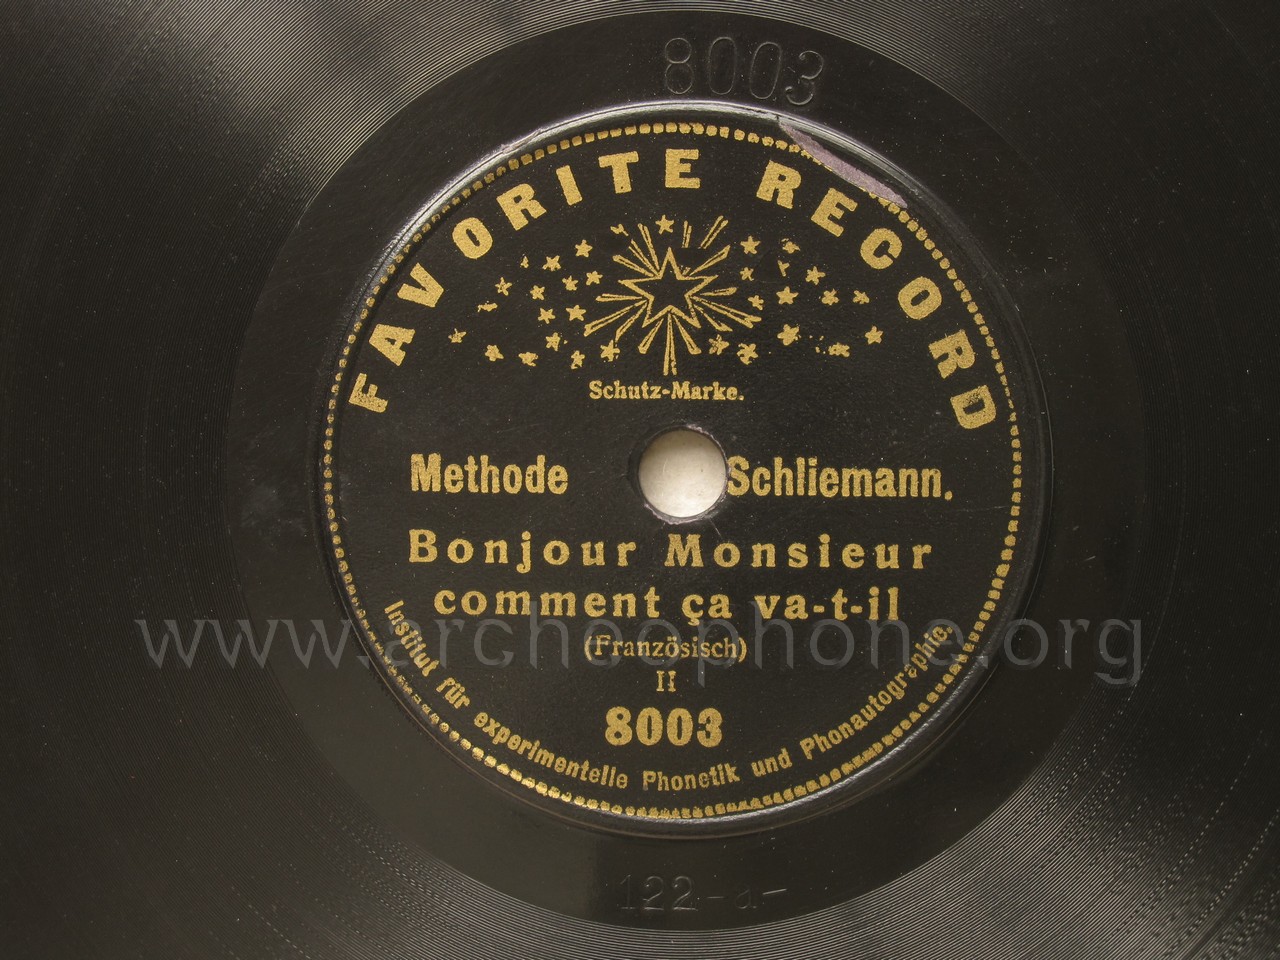 8003
FAVORITE RECORD
Schutz-Marke.
Methode Schliemann.
Bonjour Monsieur
comment ça va-t-il
www.archeophone.org
(Französisch)
II
8003
Institut für experimentelle Phonetik und Phonautographie.
122-a-